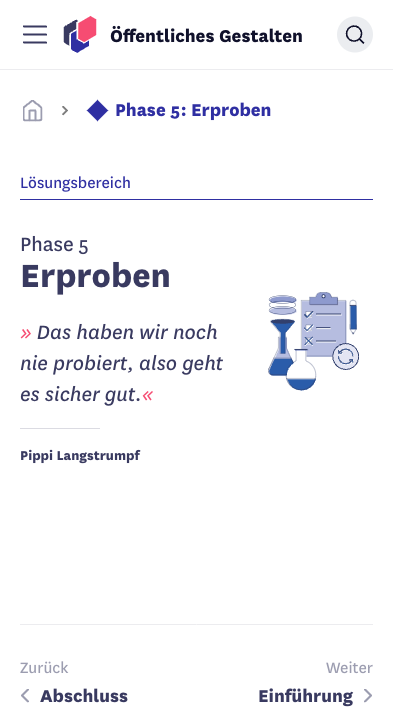 Öffentliches Gestalten
Phase 5: Erproben
Lösungsbereich
Phase 5
Erproben
» Das haben wir noch
nie probiert, also geht
es sicher gut.«
Pippi Langstrumpf
Zurück
Weiter
Abschluss
Einführung